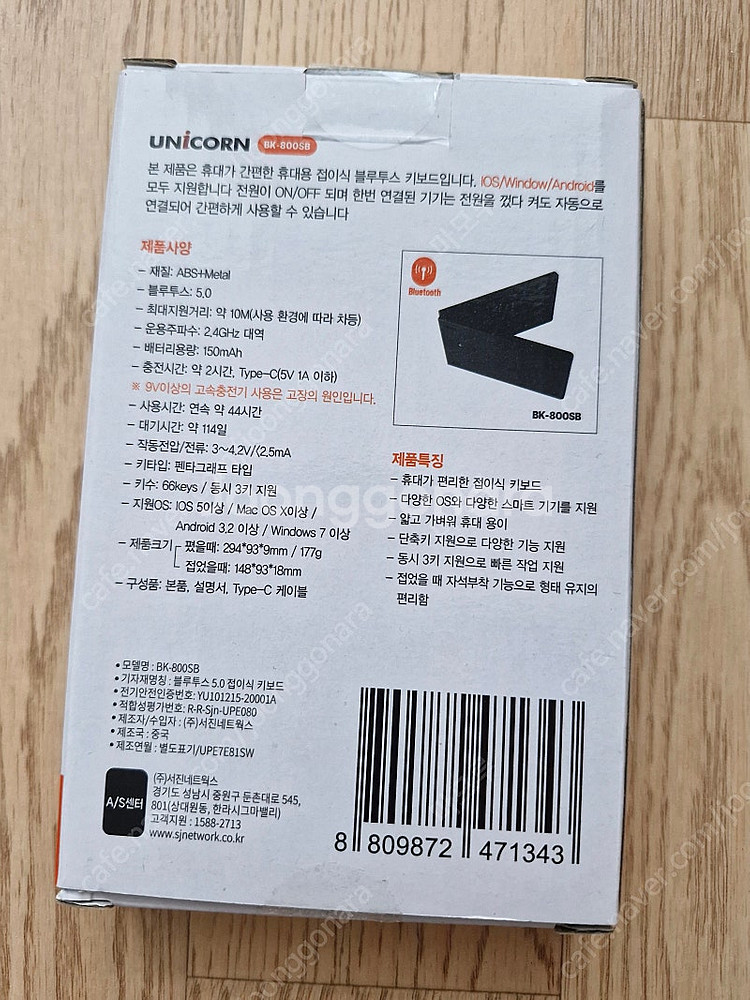 UNiCORN BK-800SB
본 제품은 휴대가 간편한 휴대용 접이식 블루투스 키보드입니다. IOS/Window/Android를
모두 지원합니다 전원이 ON/OFF 되며 한번 연결된 기기는 전원을 껐다 켜도 자동으로
연결되어 간편하게 사용할 수 있습니다
제품사양
- 재질: ABS+Metal
- 블루투스: 5.0
- 최대지원거리: 약 10M(사용 환경에 따라 차등)
- 운용주파수: 2.4GHz 대역
- 배터리용량: 150mAh
- 충전시간: 약 2시간, Type-C(5V 1A 이하)
※ 9V이상의 고속충전기 사용은 고장의 원인입니다.
- 사용시간: 연속 약 44시간
- 대기시간: 약 114일
- 작동전압/전류: 3~4.2V/<2.5mA
- 키타입: 펜타그래프 타입
- 키수: 66keys / 동시 3키 지원
- 지원OS: IOS 5이상 / Mac OS X이상 /
Android 3.2 이상 / Windows 7 이상
- 제품크기 펼쳤을때: 294*93*9mm / 177g
접었을때: 148*93*18mm
- 구성품: 본품, 설명서, Type-C 케이블
Bluetooth
BK-800SB
제품특징
- 휴대가 편리한 접이식 키보드
- 다양한 OS와 다양한 스마트 기기를 지원
- 얇고 가벼워 휴대 용이
- 단축키 지원으로 다양한 기능 지원
- 동시 3키 지원으로 빠른 작업 지원
- 접었을 때 자석부착 기능으로 형태 유지의
편리함
• 모델명 : BK-800SB
• 기자재명칭 : 블루투스 5.0 접이식 키보드
• 전기안전인증번호: YU101215-20001A
• 적합성평가번호: R-R-Sjn-UPE080
• 제조자/수입자 : (주)서진네트웍스
• 제조국 : 중국
• 제조연월 : 별도표기/UPE7E81SW
A/S센터
(주)서진네트웍스
경기도 성남시 중원구 둔촌대로 545,
801(상대원동, 한라시그마밸리)
고객지원 : 1588-2713
www.sjnetwork.co.kr
8 809872 471343